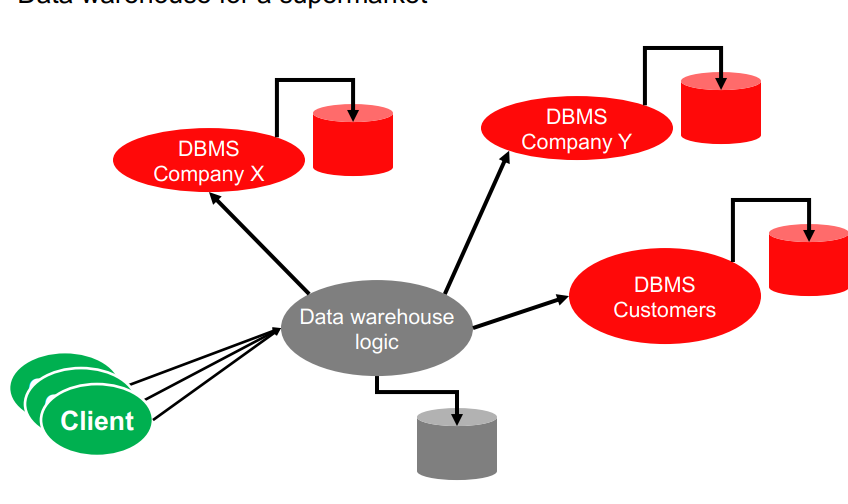 Data warehouse for a supermarket
DBMS
Company X
DBMS
Company Y
DBMS
Customers
Data warehouse
logic
Client